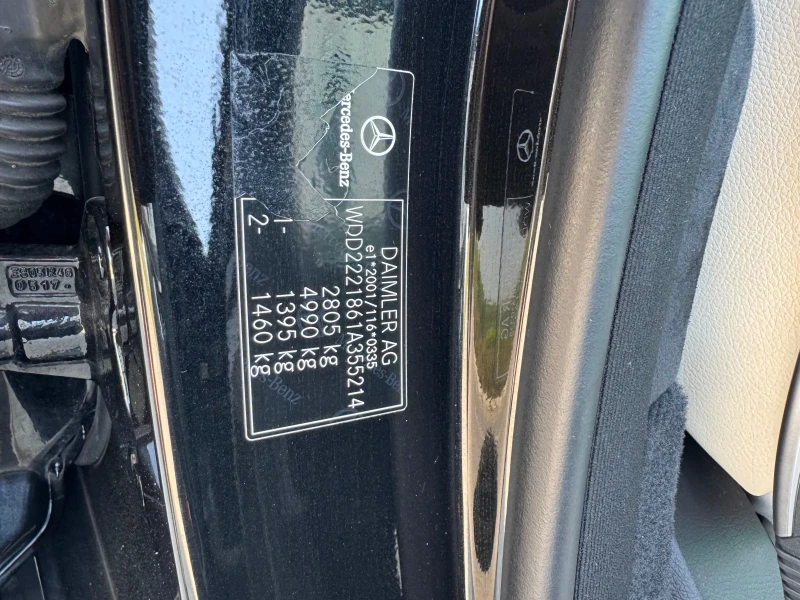 Mercedes-Benz
DAIMLER AG
e1*2001/116*0335
WDD2221861A355214
2805 kg
4990 kg
1- 1395 kg
2- 1460 kg
0517